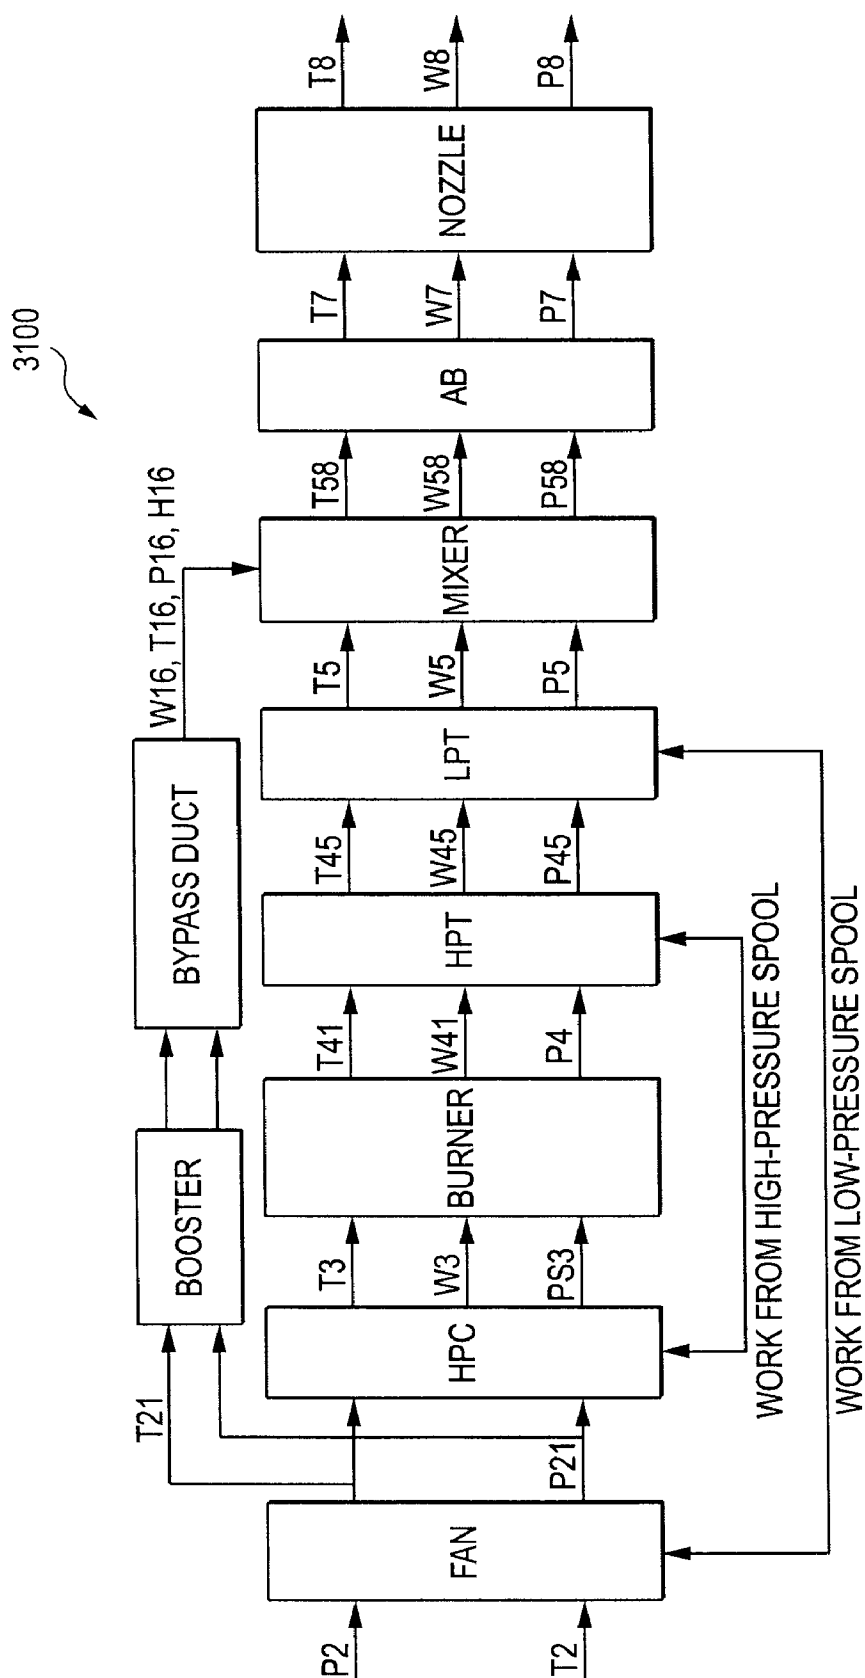 3100
P2
T2
FAN
T21
P21
BOOSTER
BYPASS DUCT
W16, T16, P16, H16
HPC
T3
W3
PS3
BURNER
T41
W41
P4
HPT
T45
W45
P45
LPT
T5
W5
P5
MIXER
T58
W58
P58
AB
T7
W7
P7
NOZZLE
T8
W8
P8
WORK FROM HIGH-PRESSURE SPOOL
WORK FROM LOW-PRESSURE SPOOL